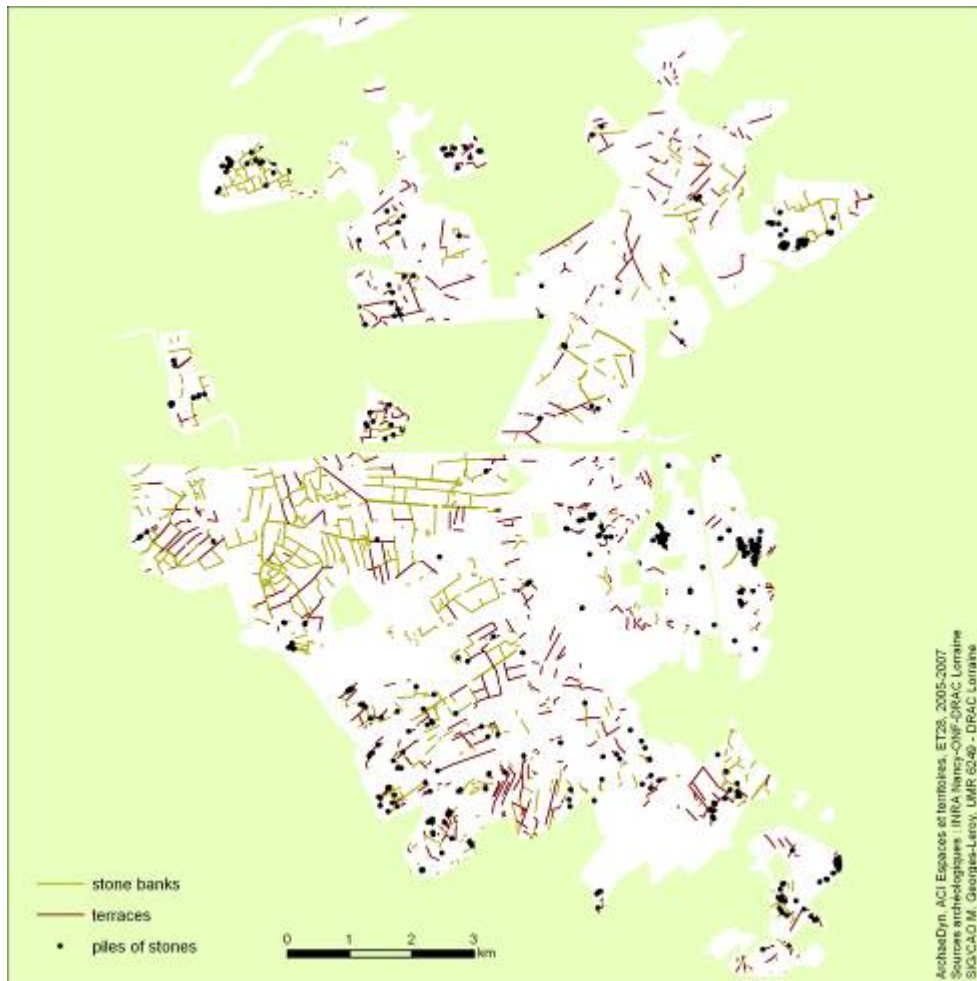 stone banks
terraces
piles of stones
0 1 2 3
km
ArchaeDyn, ACI Espaces et territoires, ET28, 2005-2007
Sources archéologiques : INRA Nancy-ONF-DRAC Lorraine
SIG/CAO M. Georges-Leroy, UMR 6249 - DRAC Lorraine